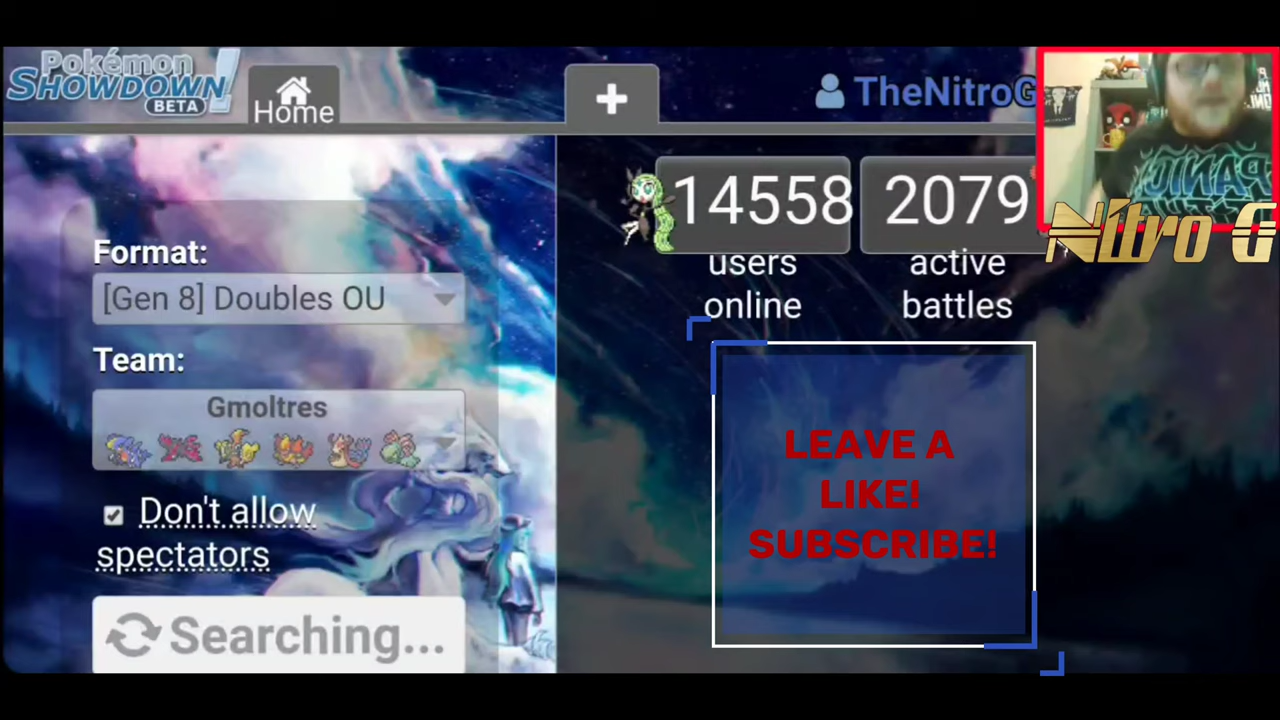 Pokémon
SHOWDOWN!
BETA
Home
TheNitroG
14558
users
online
2079
active
battles
Nitro G
Format:
[Gen 8] Doubles OU
Team:
Gmoltres
Don't allow
spectators
Searching...
LEAVE A
LIKE!
SUBSCRIBE!